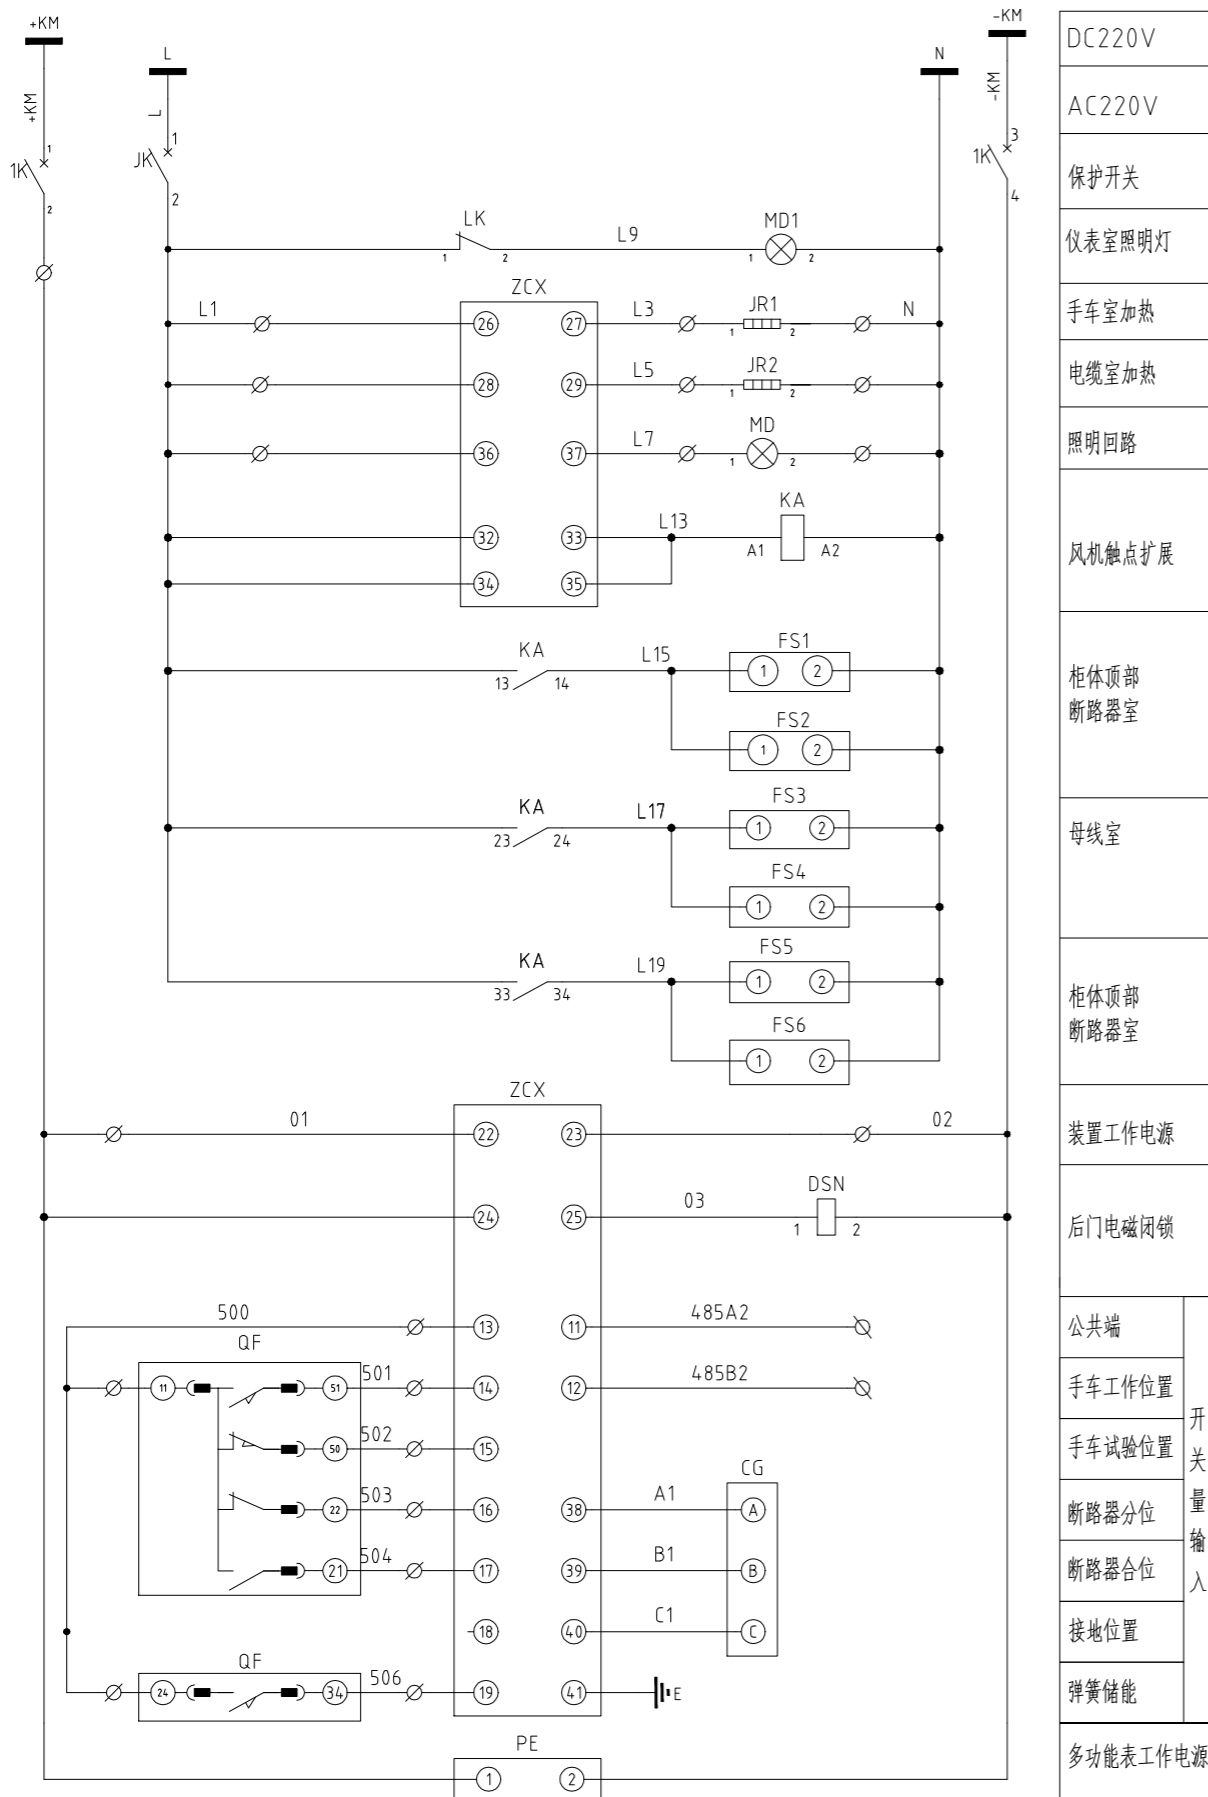 +KM
-KM
L
N
DC220V
+KM
L
-KM
AC220V
1
1K
2
1
JK
2
3
1K
4
保护开关
LK
1
2
L9
MD1
1
2
仪表室照明灯
ZCX
L1
26
27
L3
JR1
1
2
N
手车室加热
28
29
L5
JR2
1
2
电缆室加热
36
37
L7
MD
1
2
照明回路
32
33
L13
KA
A1
A2
34
35
风机触点扩展
KA
13
14
L15
FS1
1
2
FS2
1
2
柜体顶部
断路器室
KA
23
24
L17
FS3
1
2
FS4
1
2
母线室
KA
33
34
L19
FS5
1
2
FS6
1
2
柜体顶部
断路器室
ZCX
01
22
23
02
装置工作电源
24
25
03
DSN
1
2
后门电磁闭锁
500
13
11
485A2
公共端
QF
11
51
501
14
12
485B2
手车工作位置
50
502
15
手车试验位置
22
503
16
38
A1
CG
A
断路器分位
21
504
17
39
B1
B
断路器合位
18
40
C1
C
接地位置
QF
24
34
506
19
41
E
弹簧储能
开
关
量
输
入
PE
1
2
多功能表工作电源